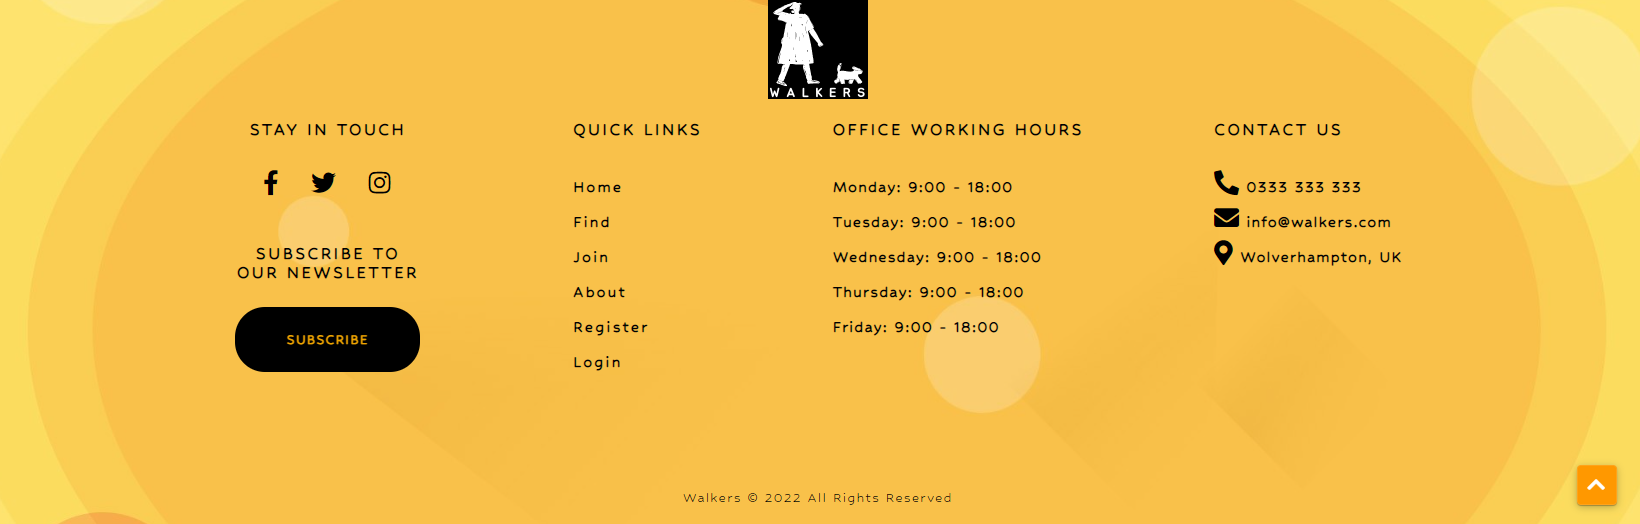 WALKERS
STAY IN TOUCH
SUBSCRIBE TO
OUR NEWSLETTER
SUBSCRIBE
QUICK LINKS
Home
Find
Join
About
Register
Login
OFFICE WORKING HOURS
Monday: 9:00 - 18:00
Tuesday: 9:00 - 18:00
Wednesday: 9:00 - 18:00
Thursday: 9:00 - 18:00
Friday: 9:00 - 18:00
CONTACT US
0333 333 333
info@walkers.com
Wolverhampton, UK
Walkers © 2022 All Rights Reserved